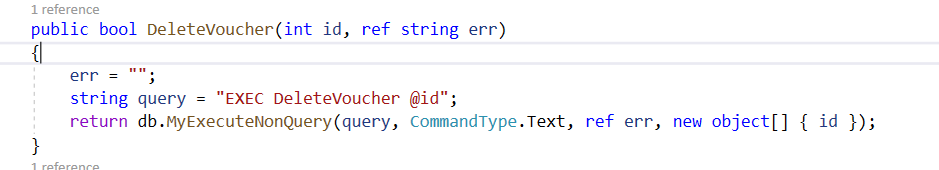 1 reference
public bool DeleteVoucher(int id, ref string err)
{
err = "";
string query = "EXEC DeleteVoucher @id";
return db.MyExecuteNonQuery(query, CommandType.Text, ref err, new object[] { id });
}
1 reference